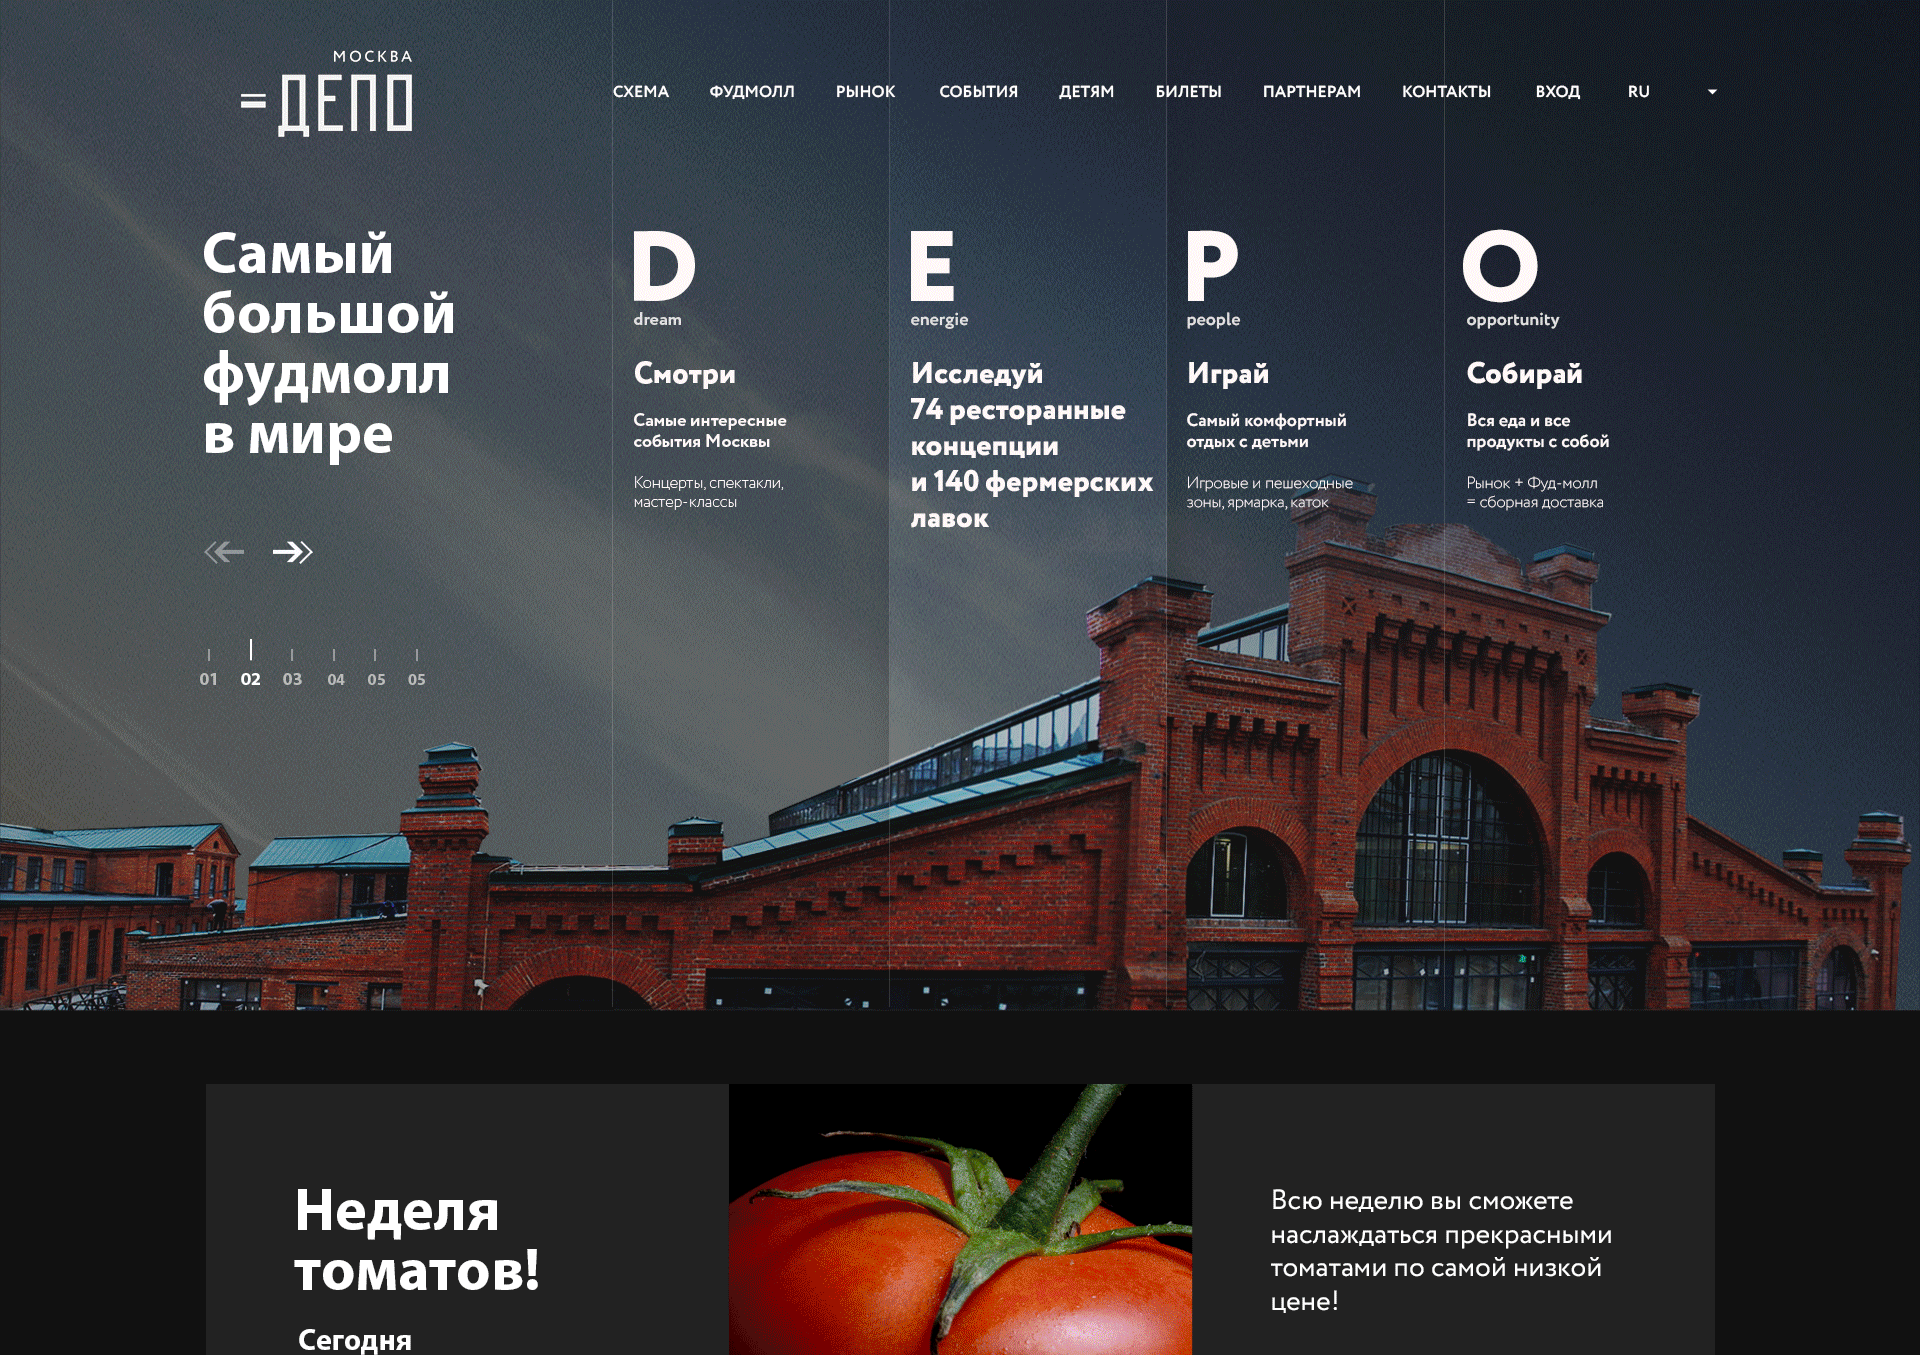 МОСКВА
= ДЕПО
СХЕМА ФУДМОЛЛ РЫНОК СОБЫТИЯ ДЕТЯМ БИЛЕТЫ ПАРТНЕРАМ КОНТАКТЫ ВХОД RU
Самый
большой
фудмолл
в мире
01 02 03 04 05 05
D
dream
Смотри
Самые интересные
события Москвы
Концерты, спектакли,
мастер-классы
E
energie
Исследуй
74 ресторанные
концепции
и 140 фермерских
лавок
P
people
Играй
Самый комфортный
отдых с детьми
Игровые и пешеходные
зоны, ярмарка, каток
O
opportunity
Собирай
Вся еда и все
продукты с собой
Рынок + Фуд-молл
= сборная доставка
Неделя
томатов!
Сегодня
Всю неделю вы сможете
наслаждаться прекрасными
томатами по самой низкой
цене!